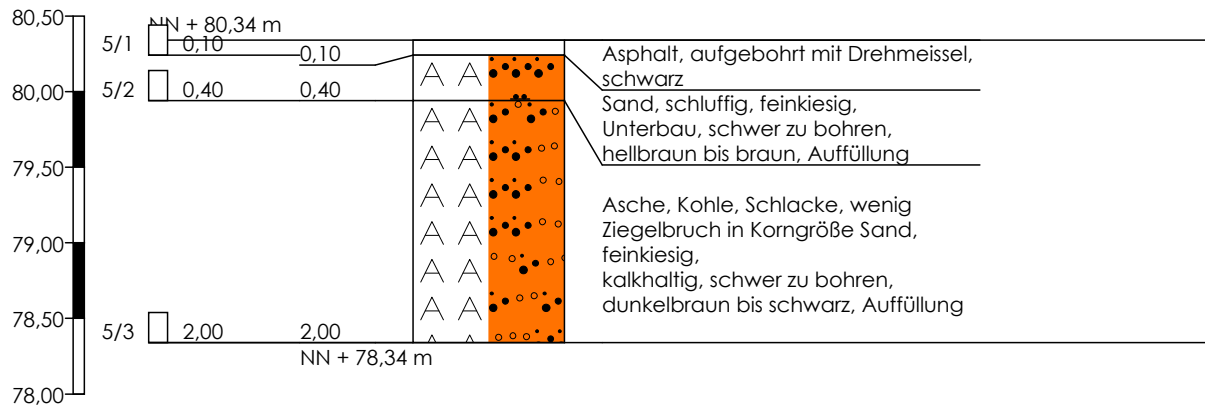 80,50
NN + 80,34 m
5/1 0,10 0,10
Asphalt, aufgebohrt mit Drehmeissel,
schwarz
80,00
5/2 0,40 0,40
Sand, schluffig, feinkiesig,
Unterbau, schwer zu bohren,
hellbraun bis braun, Auffüllung
79,50
Asche, Kohle, Schlacke, wenig
Ziegelbruch in Korngröße Sand,
feinkiesig,
kalkhaltig, schwer zu bohren,
dunkelbraun bis schwarz, Auffüllung
79,00
78,50
5/3 2,00 2,00
NN + 78,34 m
78,00